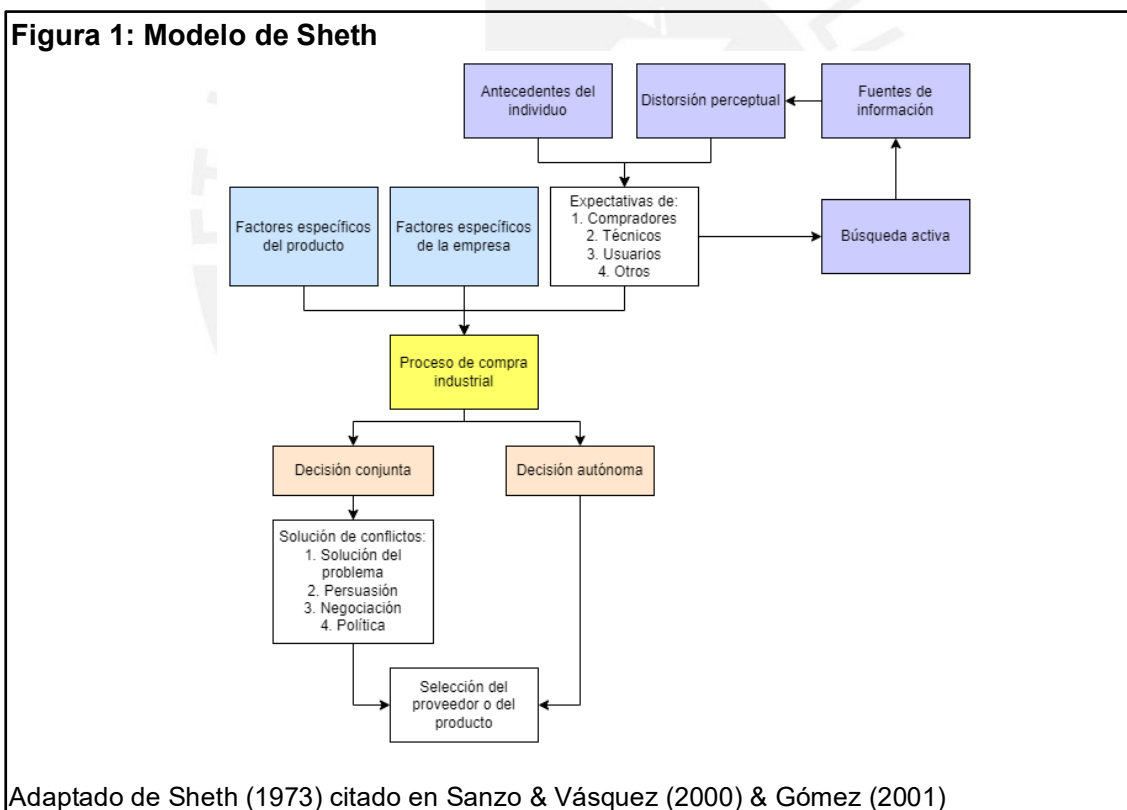 Figura 1: Modelo de Sheth
Antecedentes del
individuo
Distorsión perceptual
Fuentes de
información
Factores específicos
del producto
Factores específicos
de la empresa
Expectativas de:
1. Compradores
2. Técnicos
3. Usuarios
4. Otros
Búsqueda activa
Proceso de compra
industrial
Decisión conjunta
Decisión autónoma
Solución de conflictos:
1. Solución del
problema
2. Persuasión
3. Negociación
4. Política
Selección del
proveedor o del
producto
Adaptado de Sheth (1973) citado en Sanzo & Vásquez (2000) & Gómez (2001)